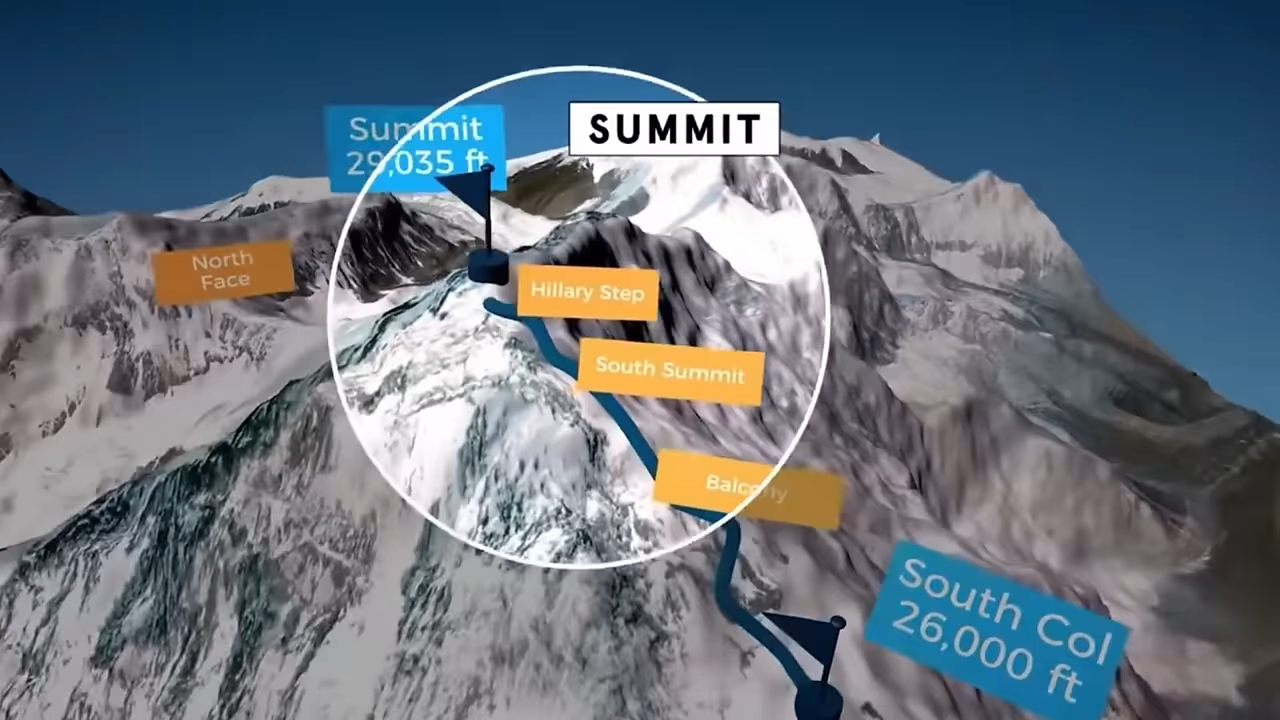 SUMMIT
Summit
29,035 ft
North
Face
Hillary Step
South Summit
Balcony
South Col
26,000 ft